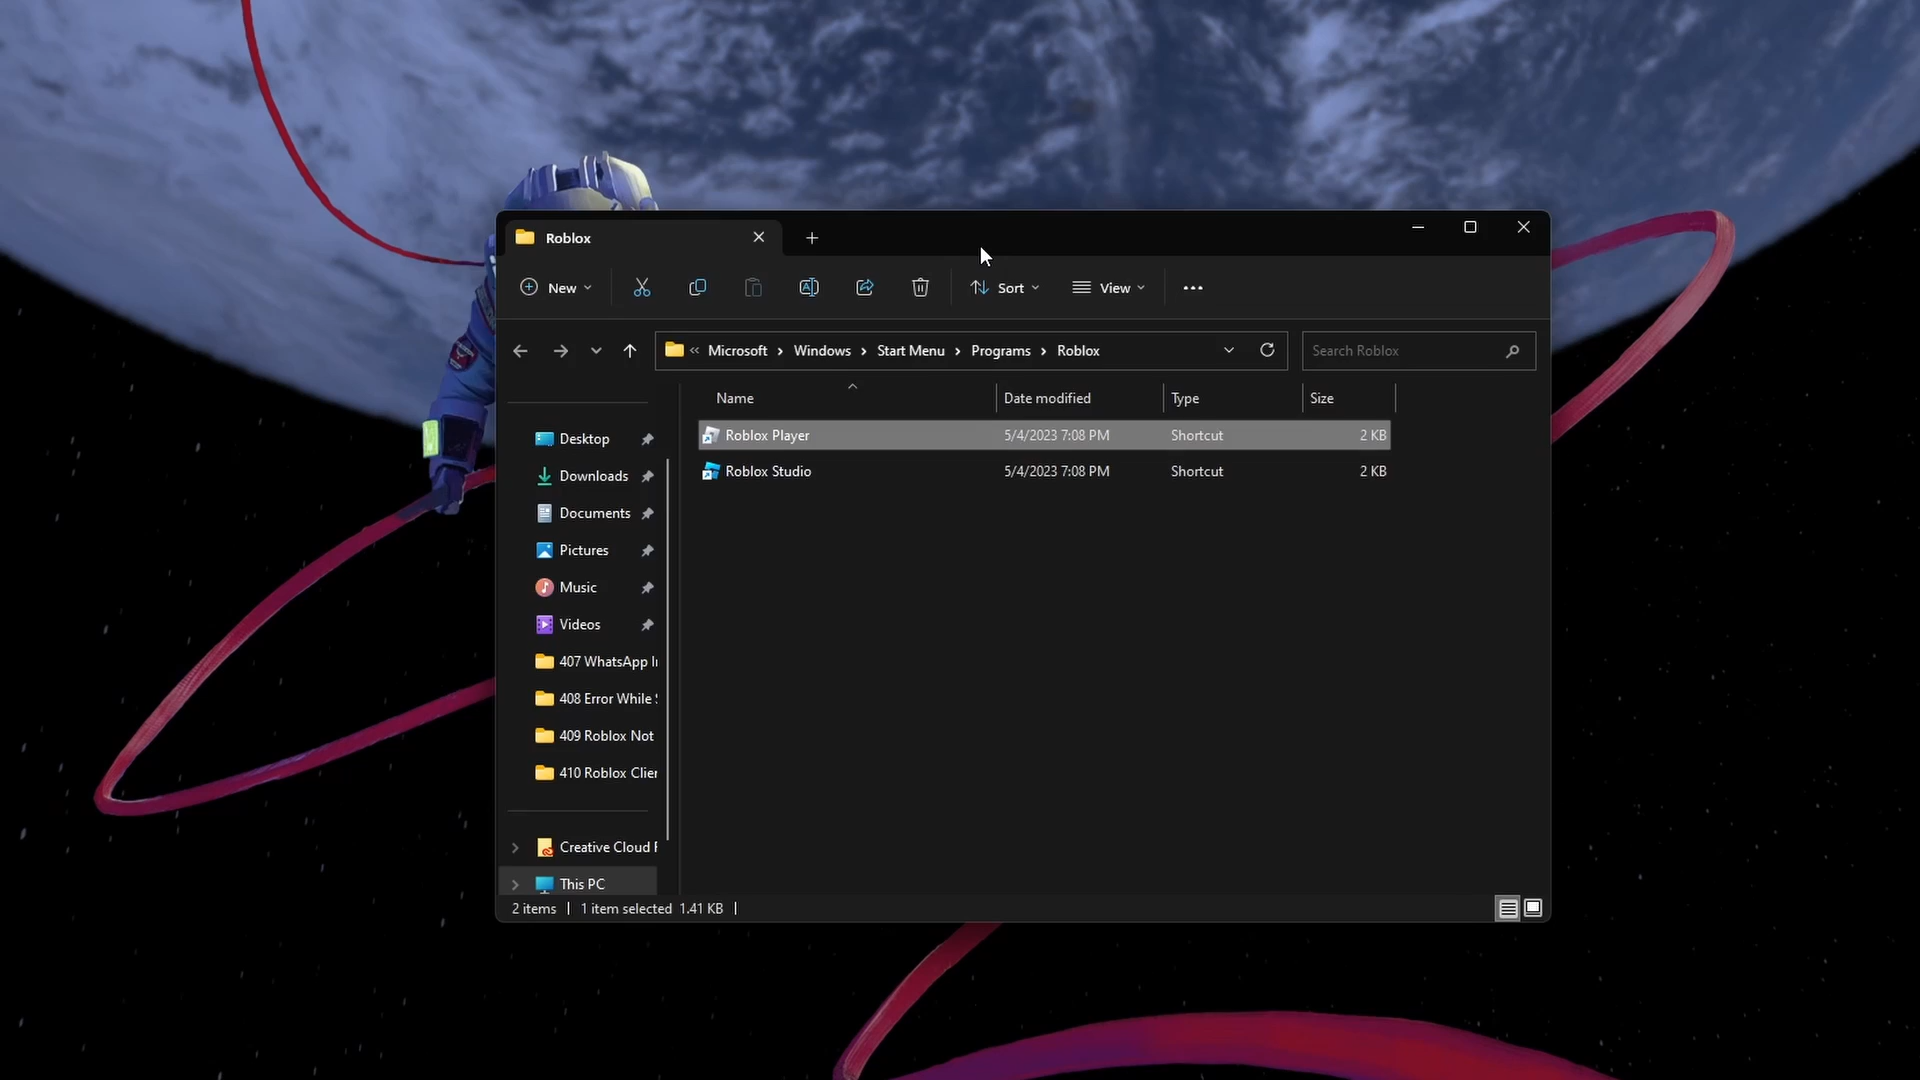 Roblox
New
Sort
View
« Microsoft > Windows > Start Menu > Programs > Roblox
Search Roblox
Name Date modified Type Size
Roblox Player 5/4/2023 7:08 PM Shortcut 2 KB
Roblox Studio 5/4/2023 7:08 PM Shortcut 2 KB
Desktop
Downloads
Documents
Pictures
Music
Videos
407 WhatsApp
408 Error While
409 Roblox Not
410 Roblox Clier
Creative Cloud F
This PC
2 items | 1 item selected 1.41 KB |